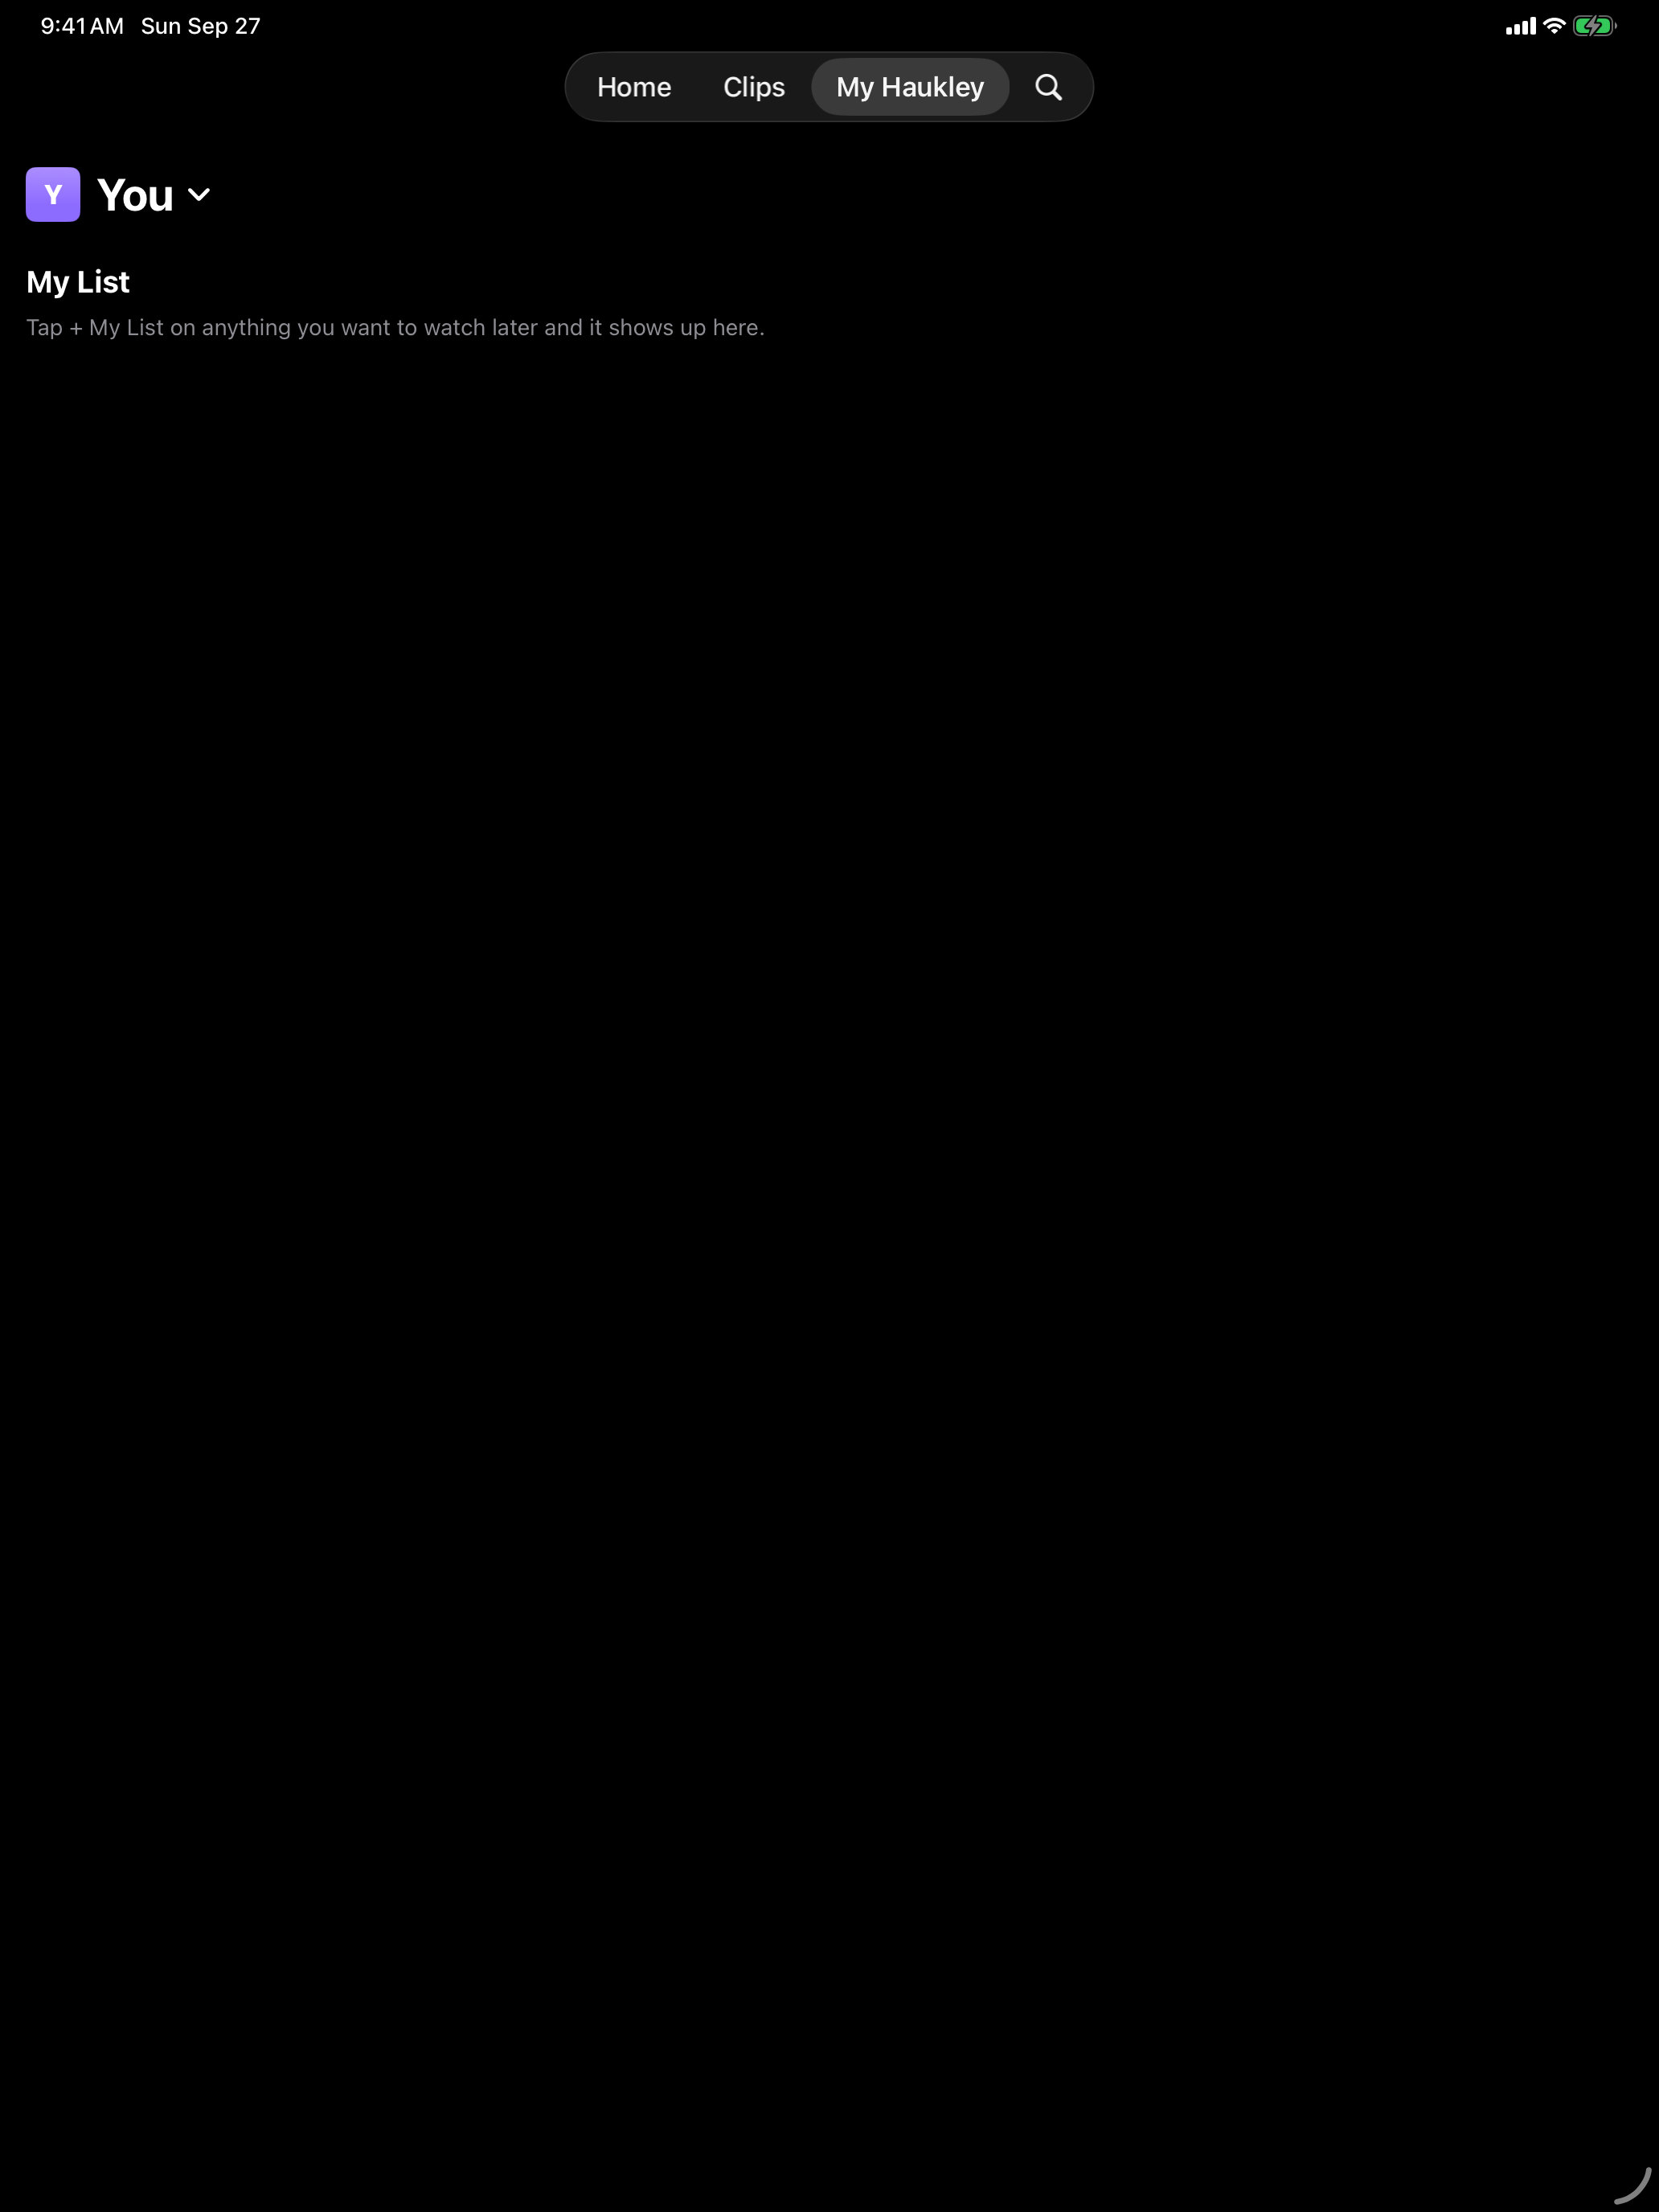 9:41 AM Sun Sep 27
Home Clips My Haukley
Y You
My List
Tap + My List on anything you want to watch later and it shows up here.